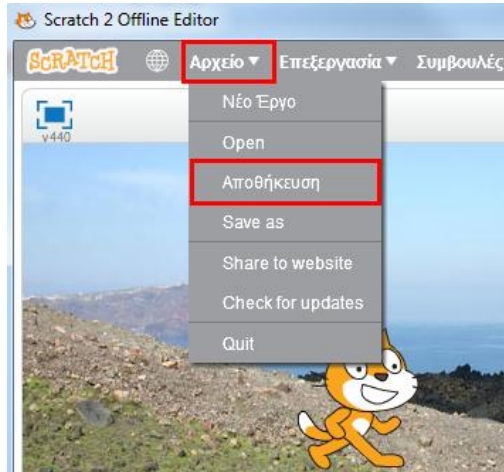 Scratch 2 Offline Editor
SCRATCH Αρχείο Επεξεργασία Συμβουλές
v440
Νέο Έργο
Open
Αποθήκευση
Save as
Share to website
Check for updates
Quit